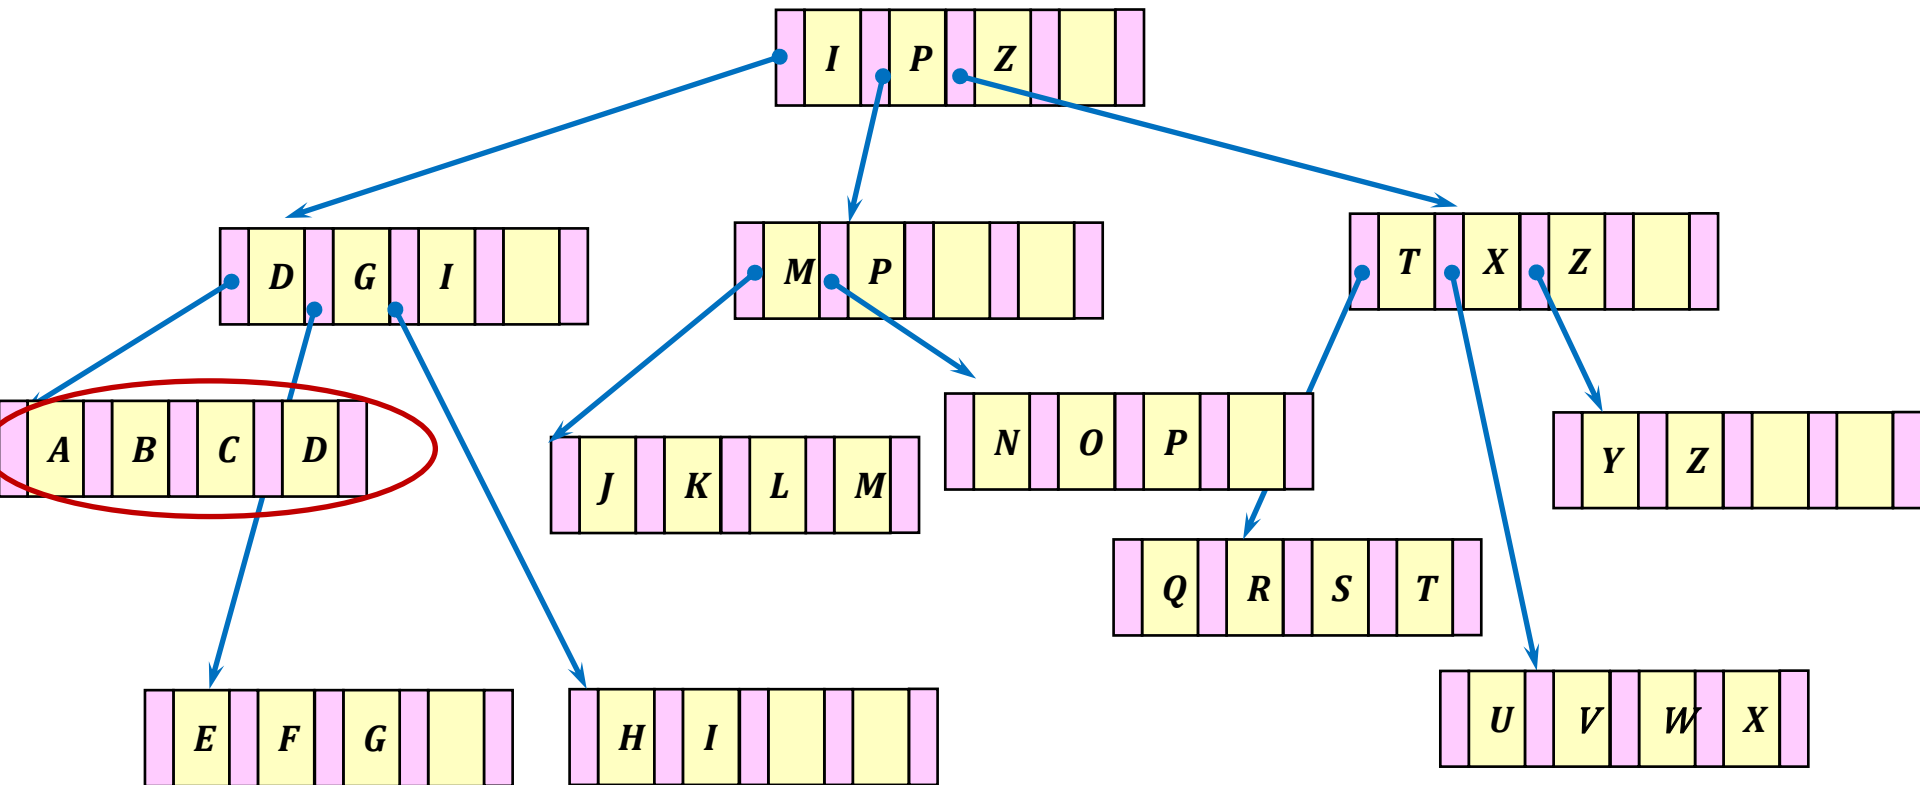 I P Z
D G I
M P
T X Z
A B C D
J K L M
N O P
Y Z
Q R S T
E F G
H I
U V W X